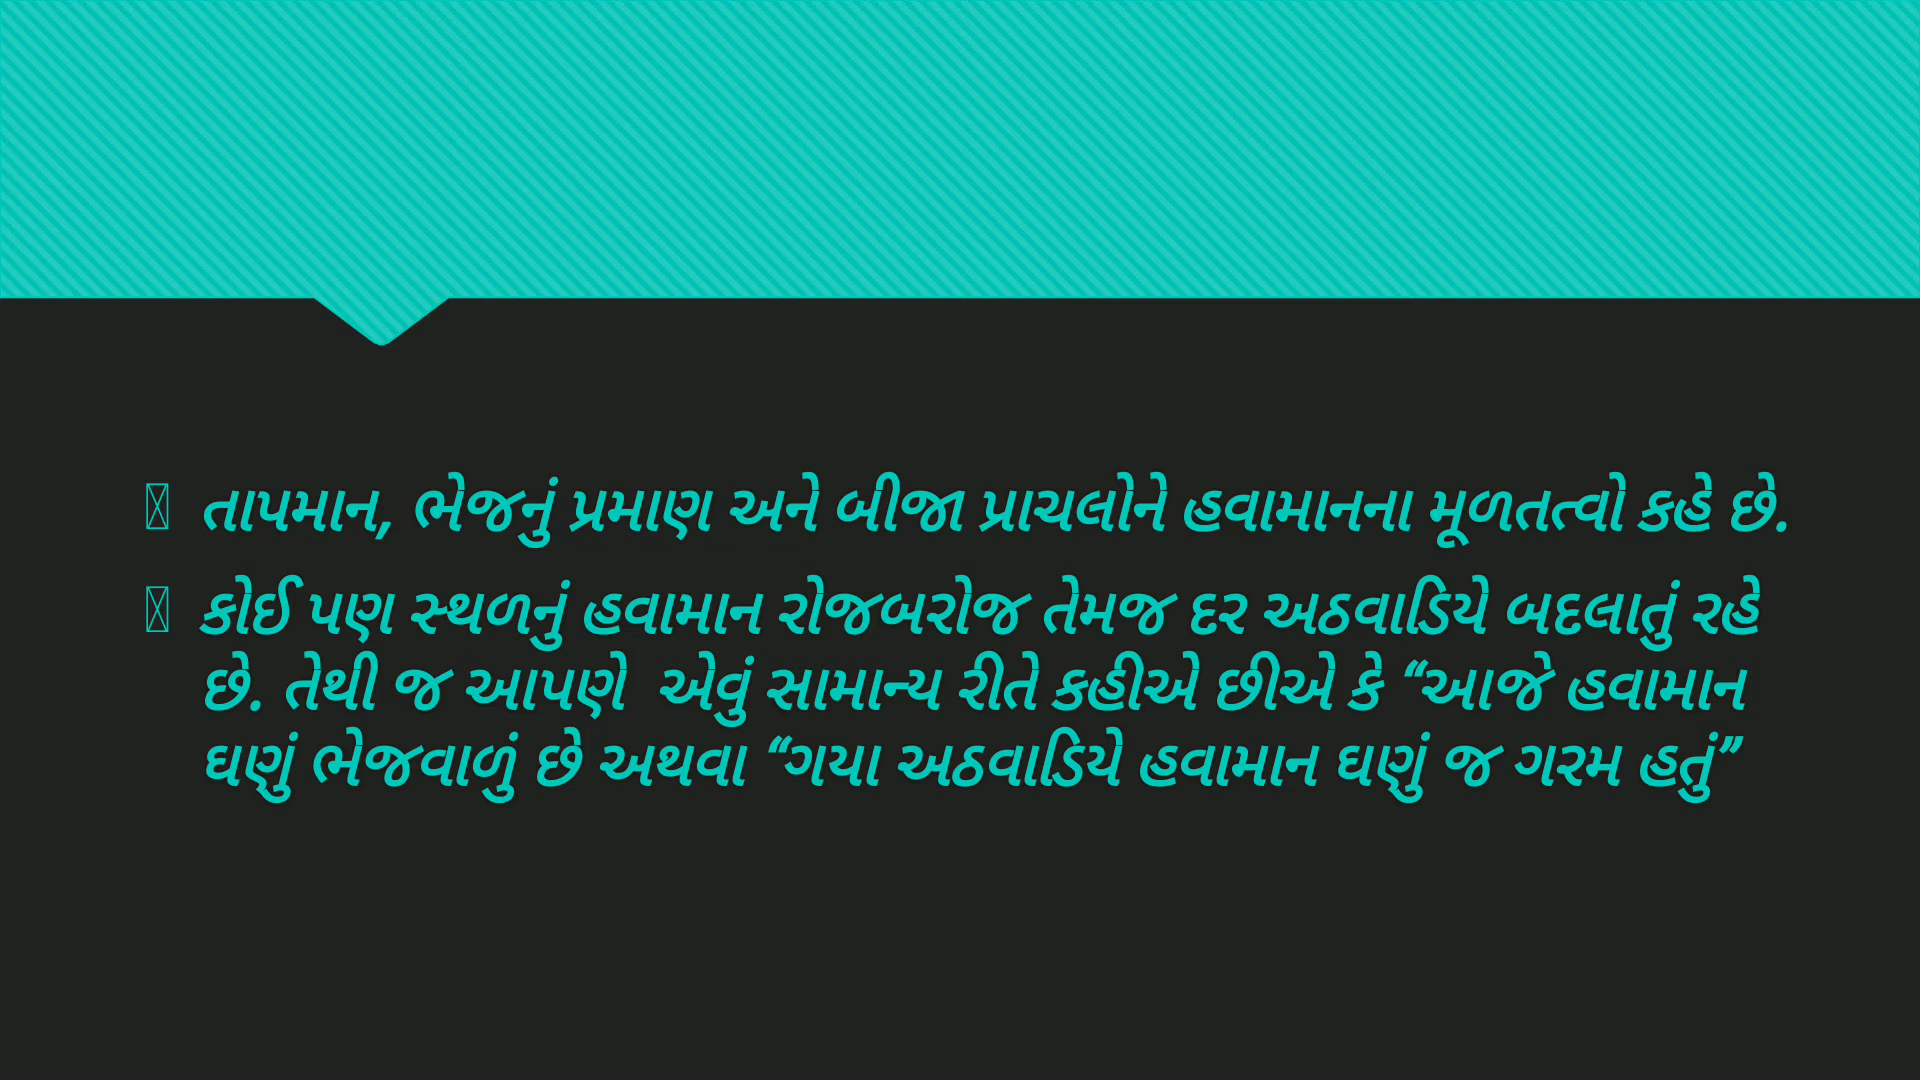 તાપમાન, ભેજનું પ્રમાણ અને બીજા પ્રાચલોને હવામાનના મૂળતત્વો કહે છે.
કોઈ પણ સ્થળનું હવામાન રોજબરોજ તેમજ દર અઠવાડિયે બદલાતું રહે
છે. તેથી જ આપણે  એવું સામાન્ય રીતે કહીએ છીએ કે “આજે હવામાન
ઘણું ભેજવાળું છે અથવા “ગયા અઠવાડિયે હવામાન ઘણું જ ગરમ હતું”